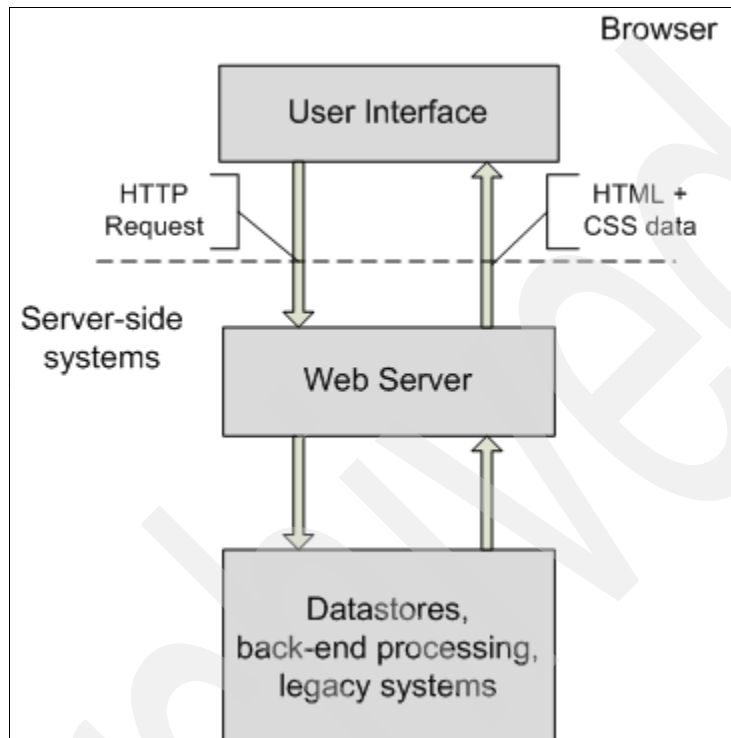 Browser
User Interface
HTTP
Request
HTML +
CSS data
Server-side
systems
Web Server
Datastores,
back-end processing,
legacy systems